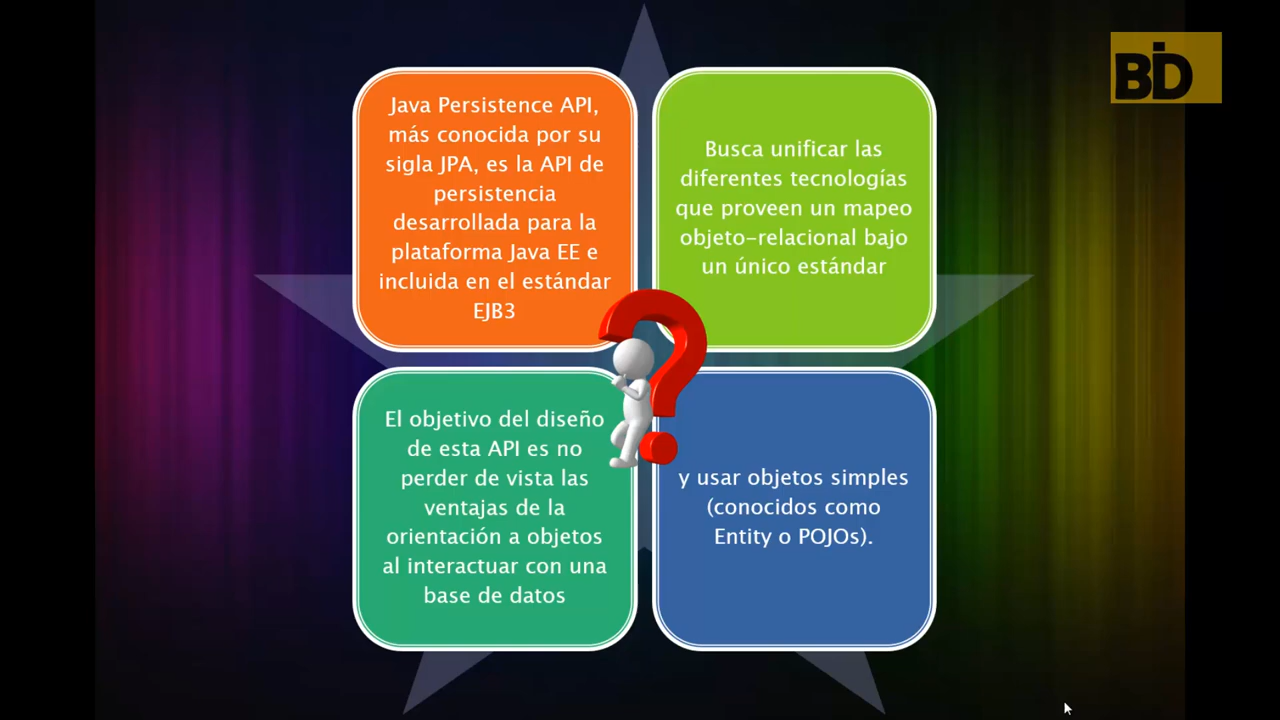 Java Persistence API,
más conocida por su
sigla JPA, es la API de
persistencia
desarrollada para la
plataforma Java EE e
incluida en el estándar
EJB3
Busca unificar las
diferentes tecnologías
que proveen un mapeo
objeto-relacional bajo
un único estándar
El objetivo del diseño
de esta API es no
perder de vista las
ventajas de la
orientación a objetos
al interactuar con una
base de datos
y usar objetos simples
(conocidos como
Entity o POJOs).
BID